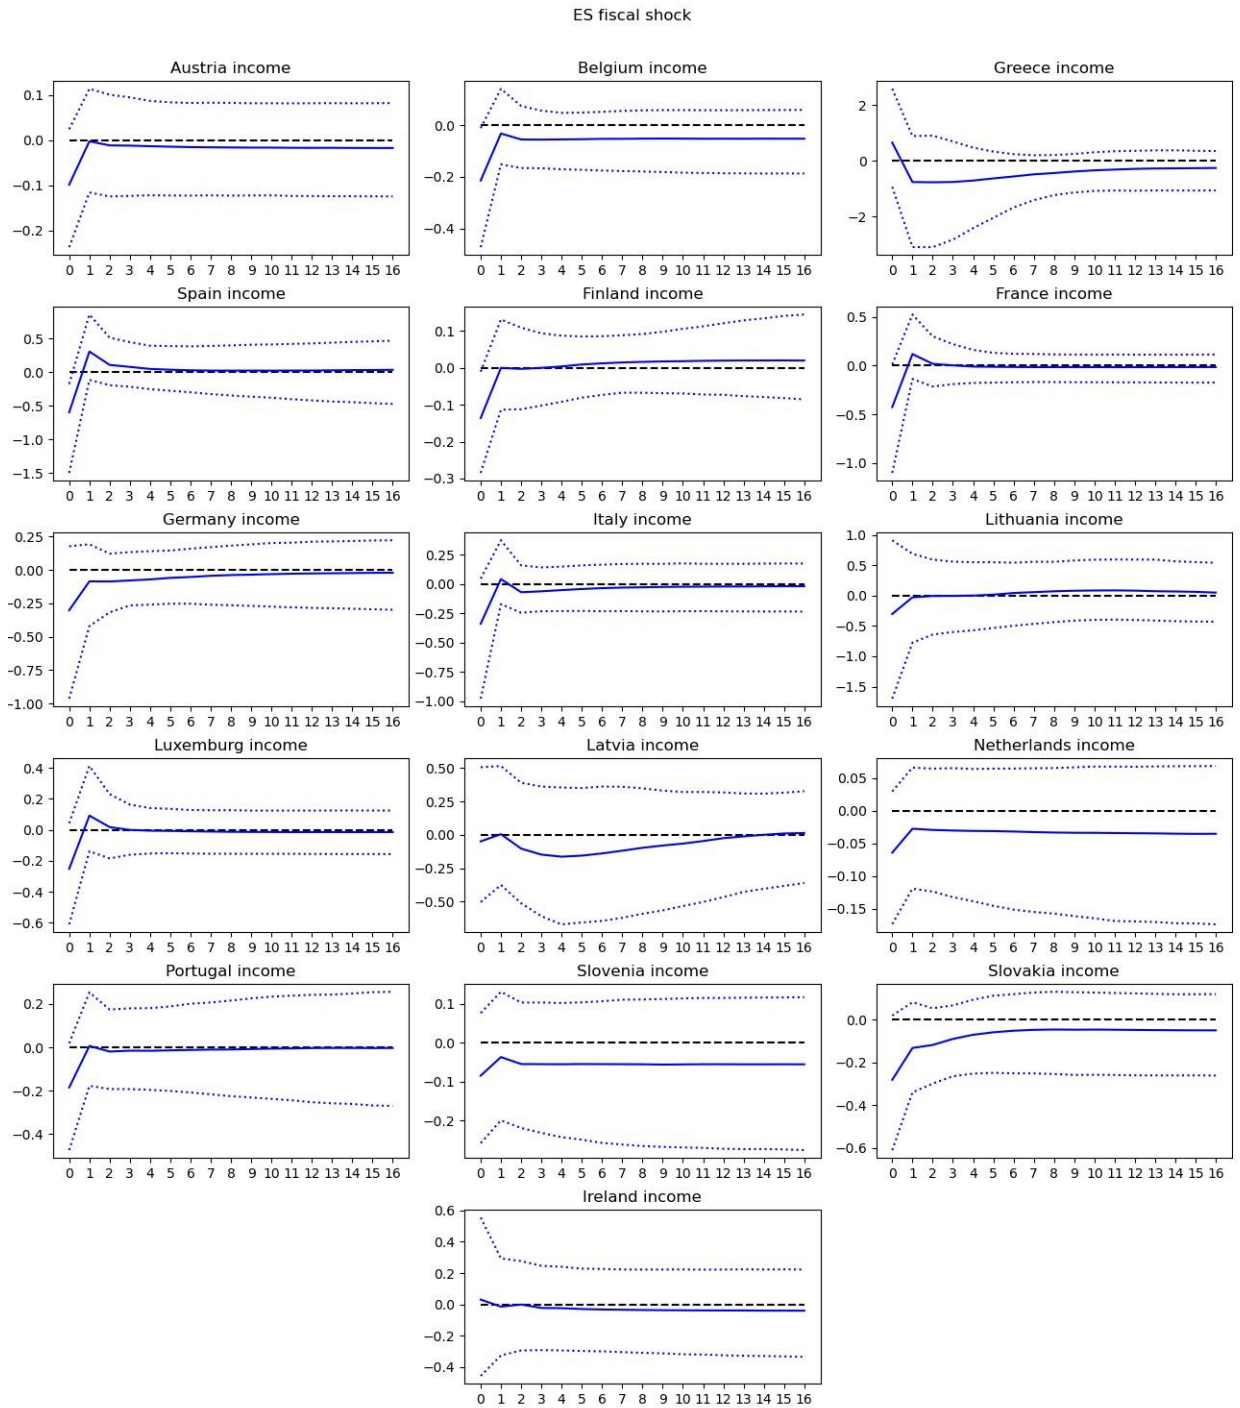 ES fiscal shock
Austria income
0.1
0.0
−0.1
−0.2
0 1 2 3 4 5 6 7 8 9 10 11 12 13 14 15 16
Belgium income
0.0
−0.2
−0.4
0 1 2 3 4 5 6 7 8 9 10 11 12 13 14 15 16
Greece income
2
0
−2
0 1 2 3 4 5 6 7 8 9 10 11 12 13 14 15 16
Spain income
0.5
0.0
−0.5
−1.0
−1.5
0 1 2 3 4 5 6 7 8 9 10 11 12 13 14 15 16
Finland income
0.1
0.0
−0.1
−0.2
−0.3
0 1 2 3 4 5 6 7 8 9 10 11 12 13 14 15 16
France income
0.5
0.0
−0.5
−1.0
0 1 2 3 4 5 6 7 8 9 10 11 12 13 14 15 16
Germany income
0.25
0.00
−0.25
−0.50
−0.75
−1.00
0 1 2 3 4 5 6 7 8 9 10 11 12 13 14 15 16
Italy income
0.25
0.00
−0.25
−0.50
−0.75
−1.00
0 1 2 3 4 5 6 7 8 9 10 11 12 13 14 15 16
Lithuania income
1.0
0.5
0.0
−0.5
−1.0
−1.5
0 1 2 3 4 5 6 7 8 9 10 11 12 13 14 15 16
Luxemburg income
0.4
0.2
0.0
−0.2
−0.4
−0.6
0 1 2 3 4 5 6 7 8 9 10 11 12 13 14 15 16
Latvia income
0.50
0.25
0.00
−0.25
−0.50
0 1 2 3 4 5 6 7 8 9 10 11 12 13 14 15 16
Netherlands income
0.05
0.00
−0.05
−0.10
−0.15
0 1 2 3 4 5 6 7 8 9 10 11 12 13 14 15 16
Portugal income
0.2
0.0
−0.2
−0.4
0 1 2 3 4 5 6 7 8 9 10 11 12 13 14 15 16
Slovenia income
0.1
0.0
−0.1
−0.2
0 1 2 3 4 5 6 7 8 9 10 11 12 13 14 15 16
Slovakia income
0.0
−0.2
−0.4
−0.6
0 1 2 3 4 5 6 7 8 9 10 11 12 13 14 15 16
Ireland income
0.6
0.4
0.2
0.0
−0.2
−0.4
0 1 2 3 4 5 6 7 8 9 10 11 12 13 14 15 16